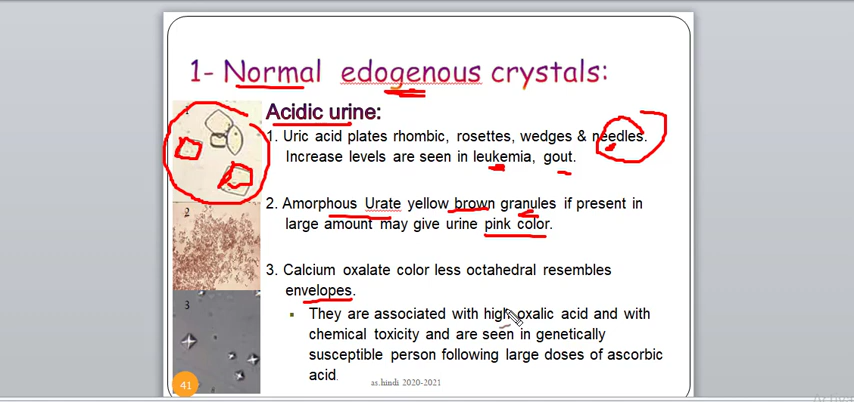 1- Normal edogenous crystals:
Acidic urine:
1
1. Uric acid plates rhombic, rosettes, wedges & needles.
Increase levels are seen in leukemia, gout.
2
2. Amorphous Urate yellow brown granules if present in
large amount may give urine pink color.
3
3. Calcium oxalate color less octahedral resembles
envelopes.
▪ They are associated with high oxalic acid and with
chemical toxicity and are seen in genetically
susceptible person following large doses of ascorbic
acid.
41
as.hindi 2020-2021